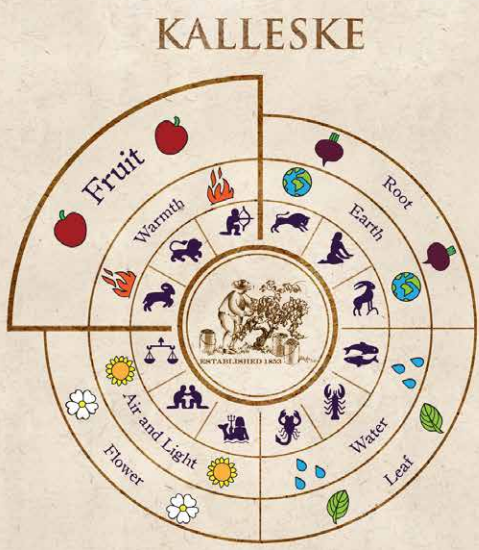 KALLESKE
Fruit
Root
Warmth
Earth
ESTABLISHED 1853
Air and Light
Water
Flower
Leaf